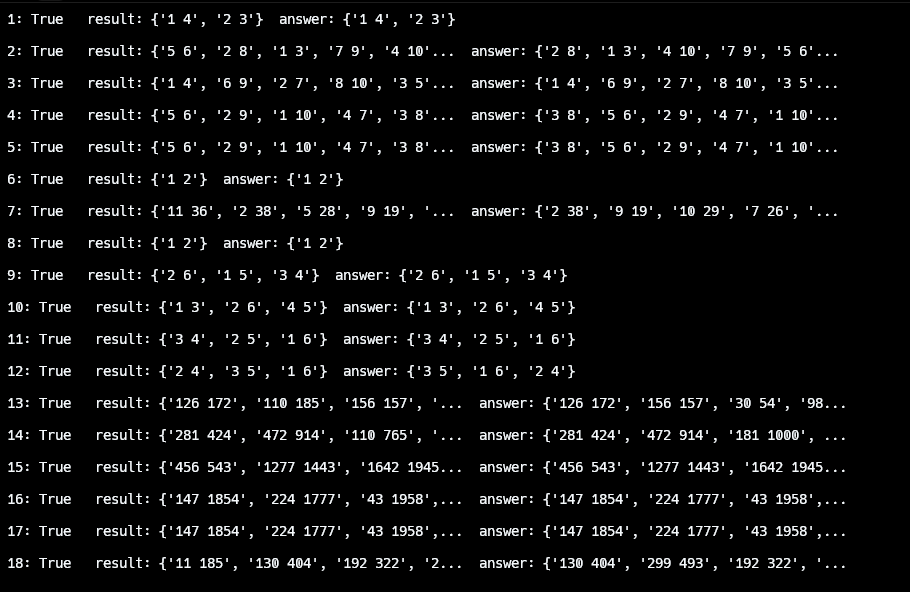 1: True   result: {'1 4', '2 3'}  answer: {'1 4', '2 3'}
2: True   result: {'5 6', '2 8', '1 3', '7 9', '4 10'...  answer: {'2 8', '1 3', '4 10', '7 9', '5 6'...
3: True   result: {'1 4', '6 9', '2 7', '8 10', '3 5'...  answer: {'1 4', '6 9', '2 7', '8 10', '3 5'...
4: True   result: {'5 6', '2 9', '1 10', '4 7', '3 8'...  answer: {'3 8', '5 6', '2 9', '4 7', '1 10'...
5: True   result: {'5 6', '2 9', '1 10', '4 7', '3 8'...  answer: {'3 8', '5 6', '2 9', '4 7', '1 10'...
6: True   result: {'1 2'}  answer: {'1 2'}
7: True   result: {'11 36', '2 38', '5 28', '9 19', '...  answer: {'2 38', '9 19', '10 29', '7 26', '...
8: True   result: {'1 2'}  answer: {'1 2'}
9: True   result: {'2 6', '1 5', '3 4'}  answer: {'2 6', '1 5', '3 4'}
10: True   result: {'1 3', '2 6', '4 5'}  answer: {'1 3', '2 6', '4 5'}
11: True   result: {'3 4', '2 5', '1 6'}  answer: {'3 4', '2 5', '1 6'}
12: True   result: {'2 4', '3 5', '1 6'}  answer: {'3 5', '1 6', '2 4'}
13: True   result: {'126 172', '110 185', '156 157', '...  answer: {'126 172', '156 157', '30 54', '98...
14: True   result: {'281 424', '472 914', '110 765', '...  answer: {'281 424', '472 914', '181 1000', ...
15: True   result: {'456 543', '1277 1443', '1642 1945...  answer: {'456 543', '1277 1443', '1642 1945...
16: True   result: {'147 1854', '224 1777', '43 1958',...  answer: {'147 1854', '224 1777', '43 1958',...
17: True   result: {'147 1854', '224 1777', '43 1958',...  answer: {'147 1854', '224 1777', '43 1958',...
18: True   result: {'11 185', '130 404', '192 322', '2...  answer: {'130 404', '299 493', '192 322', '...